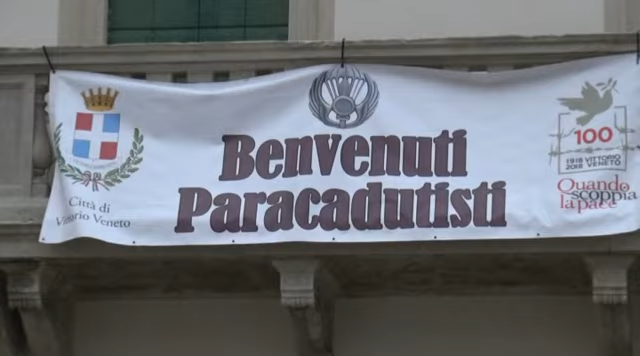 Benvenuti
Paracadutisti
Città di
Vittorio Veneto
100
1918 VITTORIO
2018 VENETO
Quando
scoppia
la pace